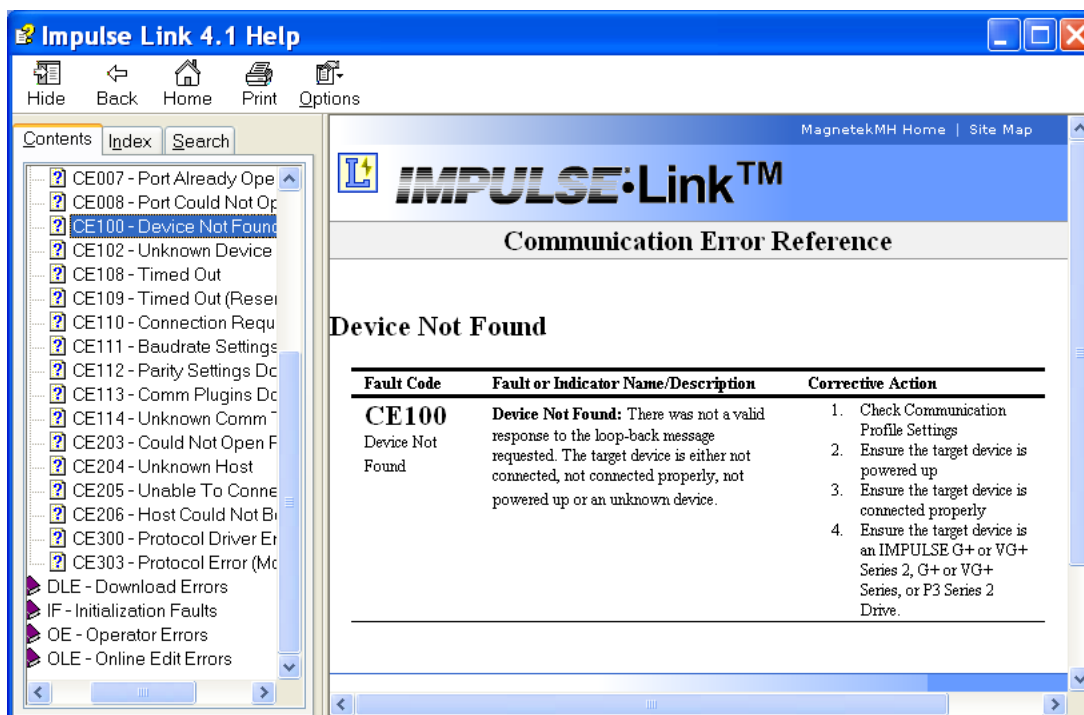 Impulse Link 4.1 Help
Hide Back Home Print Options
Contents Index Search
CE007 - Port Already Ope
CE008 - Port Could Not Op
CE100 - Device Not Found
CE102 - Unknown Device
CE108 - Timed Out
CE109 - Timed Out (Rese
CE110 - Connection Requ
CE111 - Baudrate Settings
CE112 - Parity Settings Do
CE113 - Comm Plugins Do
CE114 - Unknown Comm T
CE203 - Could Not Open P
CE204 - Unknown Host
CE205 - Unable To Conne
CE206 - Host Could Not B
CE300 - Protocol Driver Er
CE303 - Protocol Error (Mo
DLE - Download Errors
IF - Initialization Faults
OE - Operator Errors
OLE - Online Edit Errors
MagnetekMH Home | Site Map
L IMPULSE•Link™
Communication Error Reference
Device Not Found
Fault Code Fault or Indicator Name/Description Corrective Action
CE100
Device Not
Found
Device Not Found: There was not a valid
response to the loop-back message
requested. The target device is either not
connected, not connected properly, not
powered up or an unknown device.
1. Check Communication
Profile Settings
2. Ensure the target device is
powered up
3. Ensure the target device is
connected properly
4. Ensure the target device is
an IMPULSE G+ or VG+
Series 2, G+ or VG+
Series, or P3 Series 2
Drive.